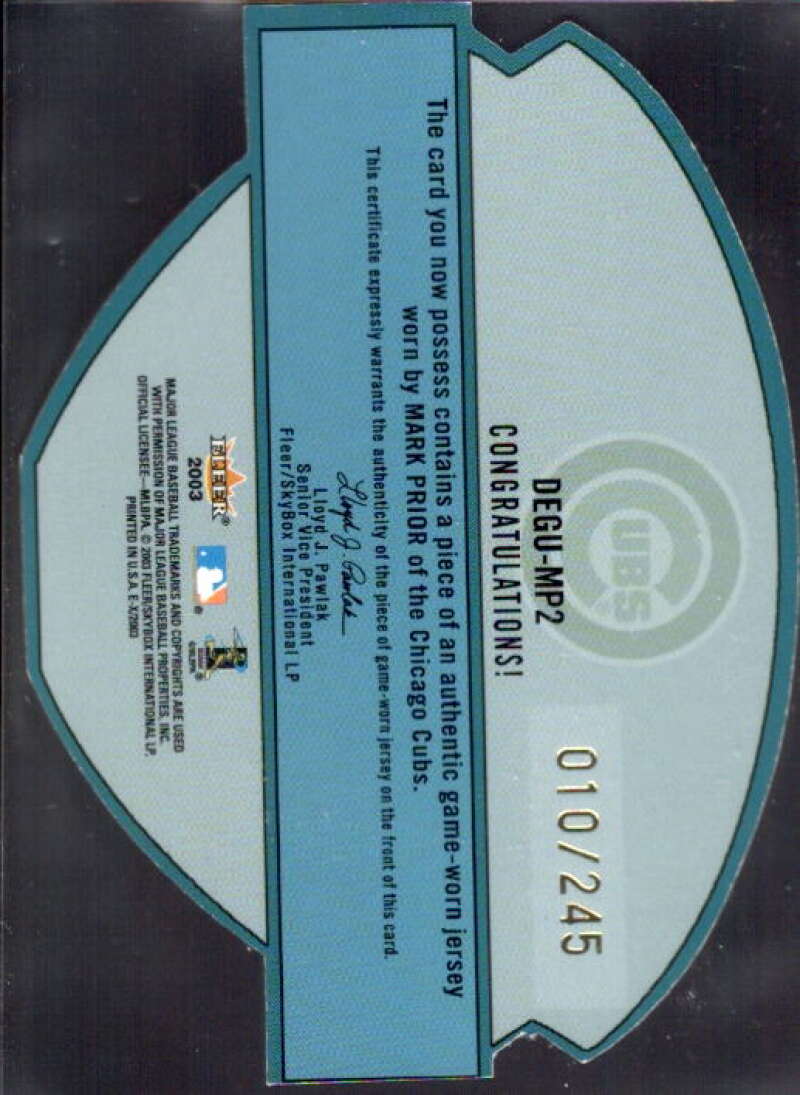 CUBS
DEGU-MP2
CONGRATULATIONS!
010/245
The card you now possess contains a piece of an authentic game-worn jersey
worn by MARK PRIOR of the Chicago Cubs.
This certificate expressly warrants the authenticity of the piece of game-worn jersey on the front of this card.
Lloyd J. Pawlak
Lloyd J. Pawlak
Senior Vice President
Fleer/SkyBox International LP
FLEER®
2003
MAJOR LEAGUE BASEBALL TRADEMARKS AND COPYRIGHTS ARE USED
WITH PERMISSION OF MAJOR LEAGUE BASEBALL PROPERTIES, INC.
OFFICIAL LICENSEE—MLBPA. © 2003 FLEER/SKYBOX INTERNATIONAL LP.
PRINTED IN U.S.A. E-X/2003